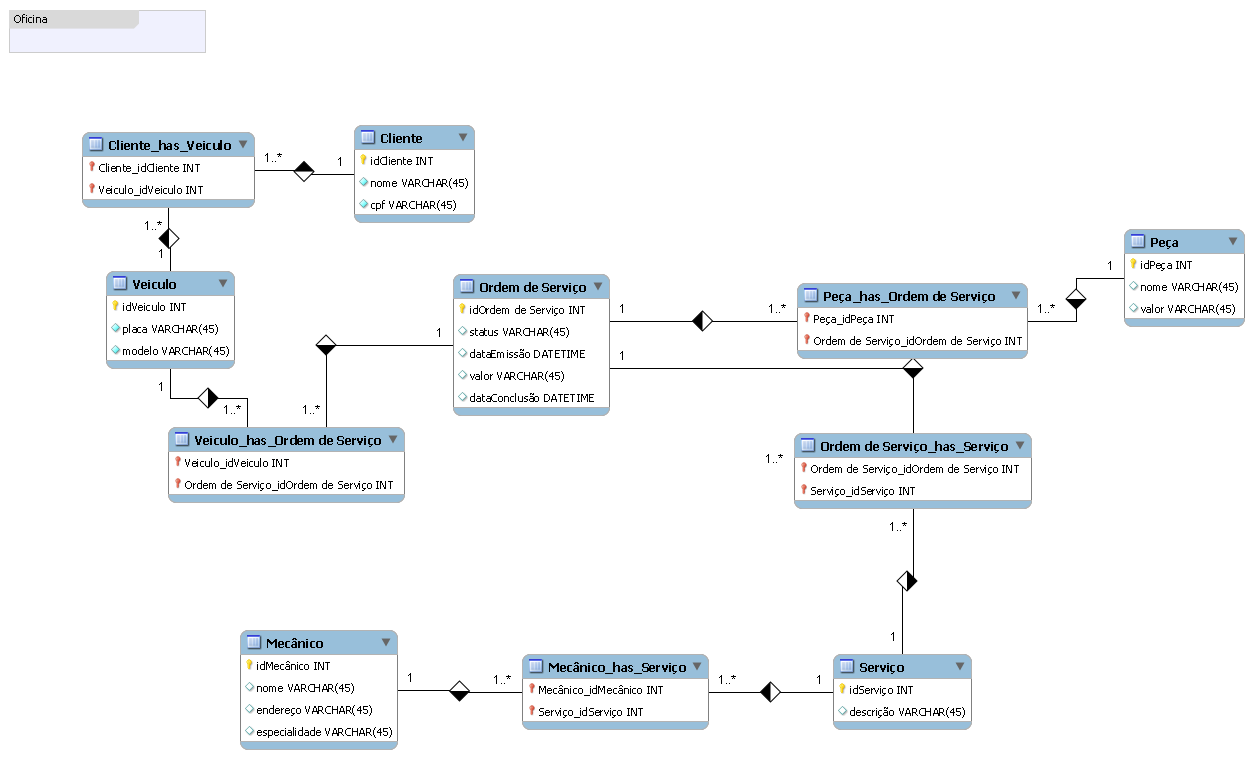 Oficina
Cliente_has_Veiculo
Cliente_idCliente INT
Veiculo_idVeiculo INT
1..*
1
Cliente
idCliente INT
nome VARCHAR(45)
cpf VARCHAR(45)
1..*
1
Veiculo
idVeiculo INT
placa VARCHAR(45)
modelo VARCHAR(45)
1
1..*
1..*
1
Veiculo_has_Ordem de Serviço
Veiculo_idVeiculo INT
Ordem de Serviço_idOrdem de Serviço INT
Ordem de Serviço
idOrdem de Serviço INT
status VARCHAR(45)
dataEmissão DATETIME
valor VARCHAR(45)
dataConclusão DATETIME
1
1..*
1
Peça_has_Ordem de Serviço
Peça_idPeça INT
Ordem de Serviço_idOrdem de Serviço INT
1..*
1
Peça
idPeça INT
nome VARCHAR(45)
valor VARCHAR(45)
1..*
Ordem de Serviço_has_Serviço
Ordem de Serviço_idOrdem de Serviço INT
Serviço_idServiço INT
1..*
1
Mecânico
idMecânico INT
nome VARCHAR(45)
endereço VARCHAR(45)
especialidade VARCHAR(45)
1
1..*
Mecânico_has_Serviço
Mecânico_idMecânico INT
Serviço_idServiço INT
1..*
1
Serviço
idServiço INT
descrição VARCHAR(45)